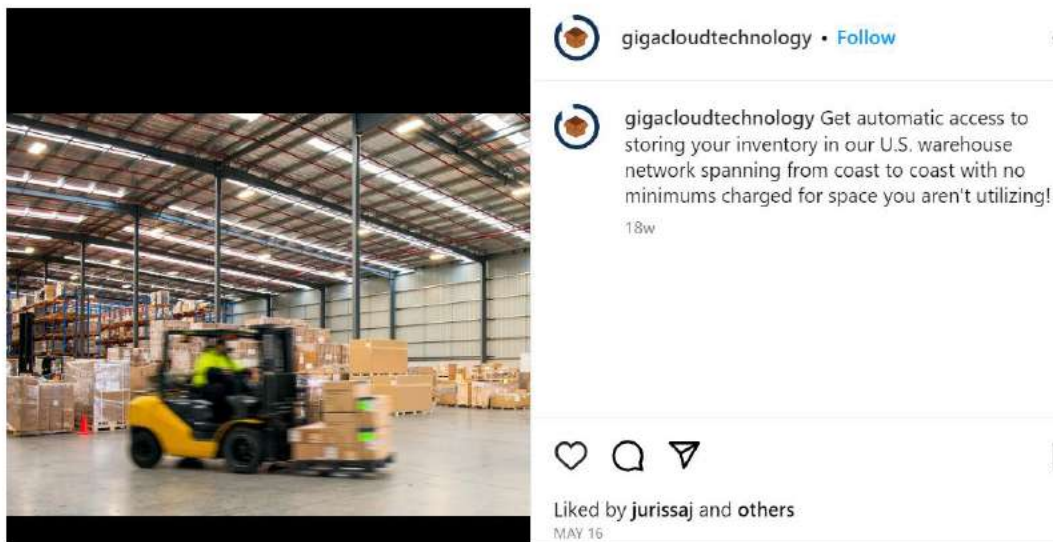 gigacloudtechnology • Follow
gigacloudtechnology Get automatic access to
storing your inventory in our U.S. warehouse
network spanning from coast to coast with no
minimums charged for space you aren't utilizing!
18w
Liked by jurissaj and others
MAY 16